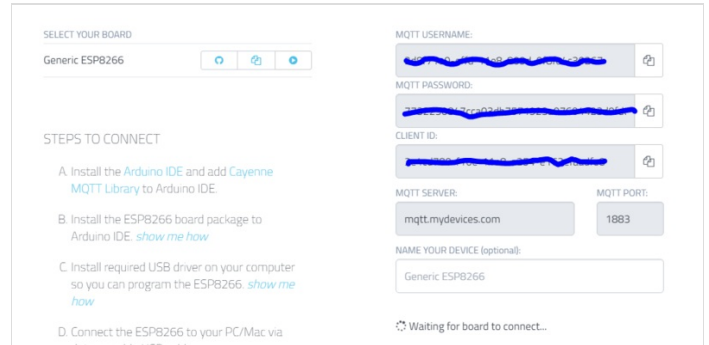 SELECT YOUR BOARD
Generic ESP8266
STEPS TO CONNECT
A. Install the Arduino IDE and add Cayenne
MQTT Library to Arduino IDE.
B. Install the ESP8266 board package to
Arduino IDE. show me how
C. Install required USB driver on your computer
so you can program the ESP8266. show me
how
D. Connect the ESP8266 to your PC/Mac via
MQTT USERNAME:
MQTT PASSWORD:
CLIENT ID:
MQTT SERVER:
MQTT PORT:
mqtt.mydevices.com
1883
NAME YOUR DEVICE (optional):
Generic ESP8266
Waiting for board to connect...